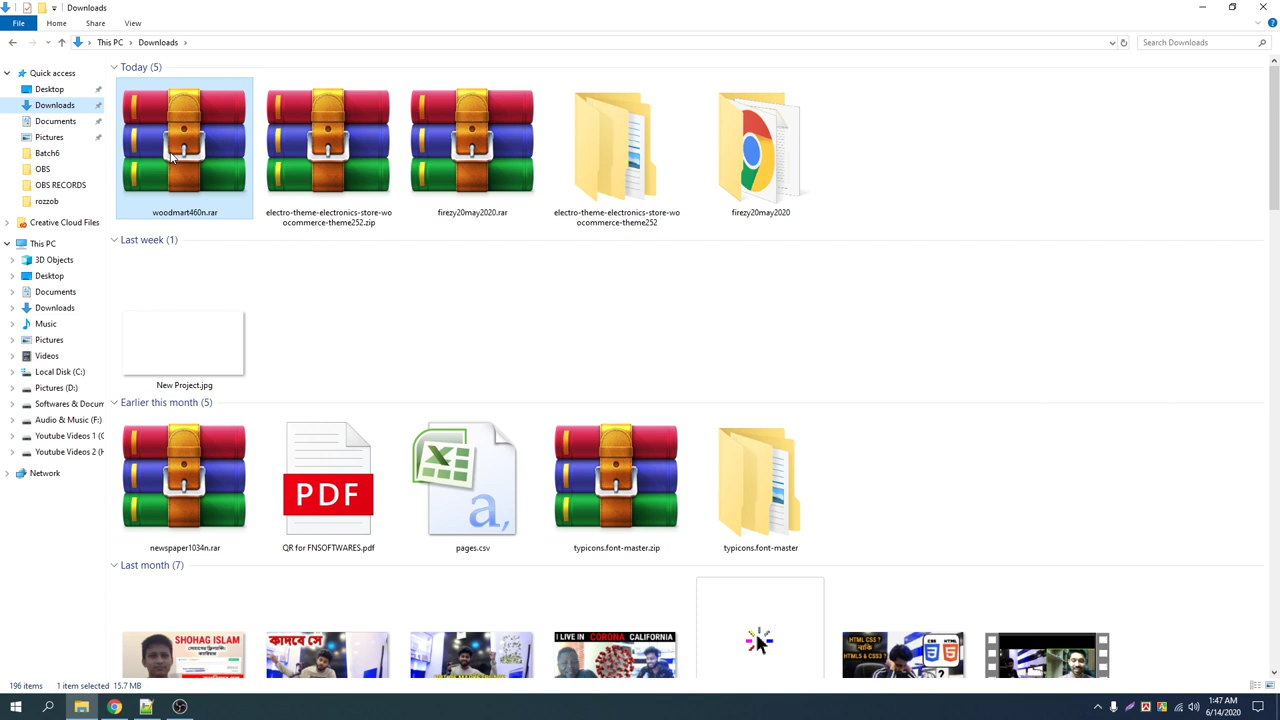 Downloads
File
Home
Share
View
This PC
Downloads
Search Downloads
Quick access
Desktop
Downloads
Documents
Pictures
Batch6
OBS
OBS RECORDS
rozzob
Creative Cloud Files
This PC
3D Objects
Desktop
Documents
Downloads
Music
Pictures
Videos
Local Disk (C:)
Pictures (D:)
Softwares & Docum
Audio & Music (F:)
Youtube Videos 1 (
Youtube Videos 2 (
Network
Today (5)
woodmart460n.rar
electro-theme-electronics-store-wo
ocommerce-theme252.zip
firezy20may2020.rar
electro-theme-electronics-store-wo
ocommerce-theme252
firezy20may2020
Last week (1)
New Project.jpg
Earlier this month (5)
PDF
a,
newspaper1034n.rar
QR for FNSOFTWARES.pdf
pages.csv
typicons.font-master.zip
typicons.font-master
Last month (7)
SHOHAG ISLAM
কাদবে সে
I LIVE IN CORONA CALIFORNIA
HTML CSS ?
নাকি
HTML5 & CSS3 ?
196 items
1 item selected 15.7 MB
1:47 AM
6/14/2020